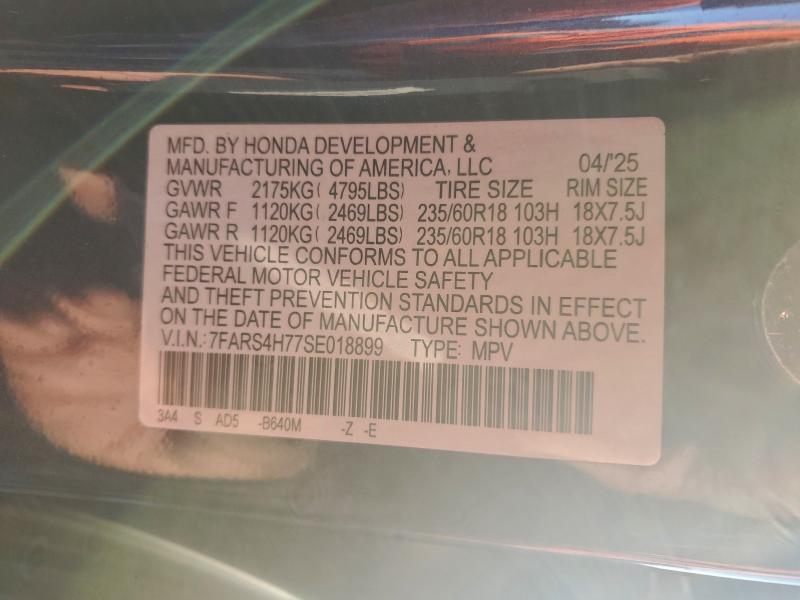 MFD. BY HONDA DEVELOPMENT &
MANUFACTURING OF AMERICA, LLC 04/'25
GVWR 2175KG( 4795LBS) TIRE SIZE RIM SIZE
GAWR F 1120KG( 2469LBS) 235/60R18 103H 18X7.5J
GAWR R 1120KG( 2469LBS) 235/60R18 103H 18X7.5J
THIS VEHICLE CONFORMS TO ALL APPLICABLE
FEDERAL MOTOR VEHICLE SAFETY
AND THEFT PREVENTION STANDARDS IN EFFECT
ON THE DATE OF MANUFACTURE SHOWN ABOVE.
V.I.N.:7FARS4H77SE018899 TYPE: MPV
3A4 S AD5 -B640M -Z -E